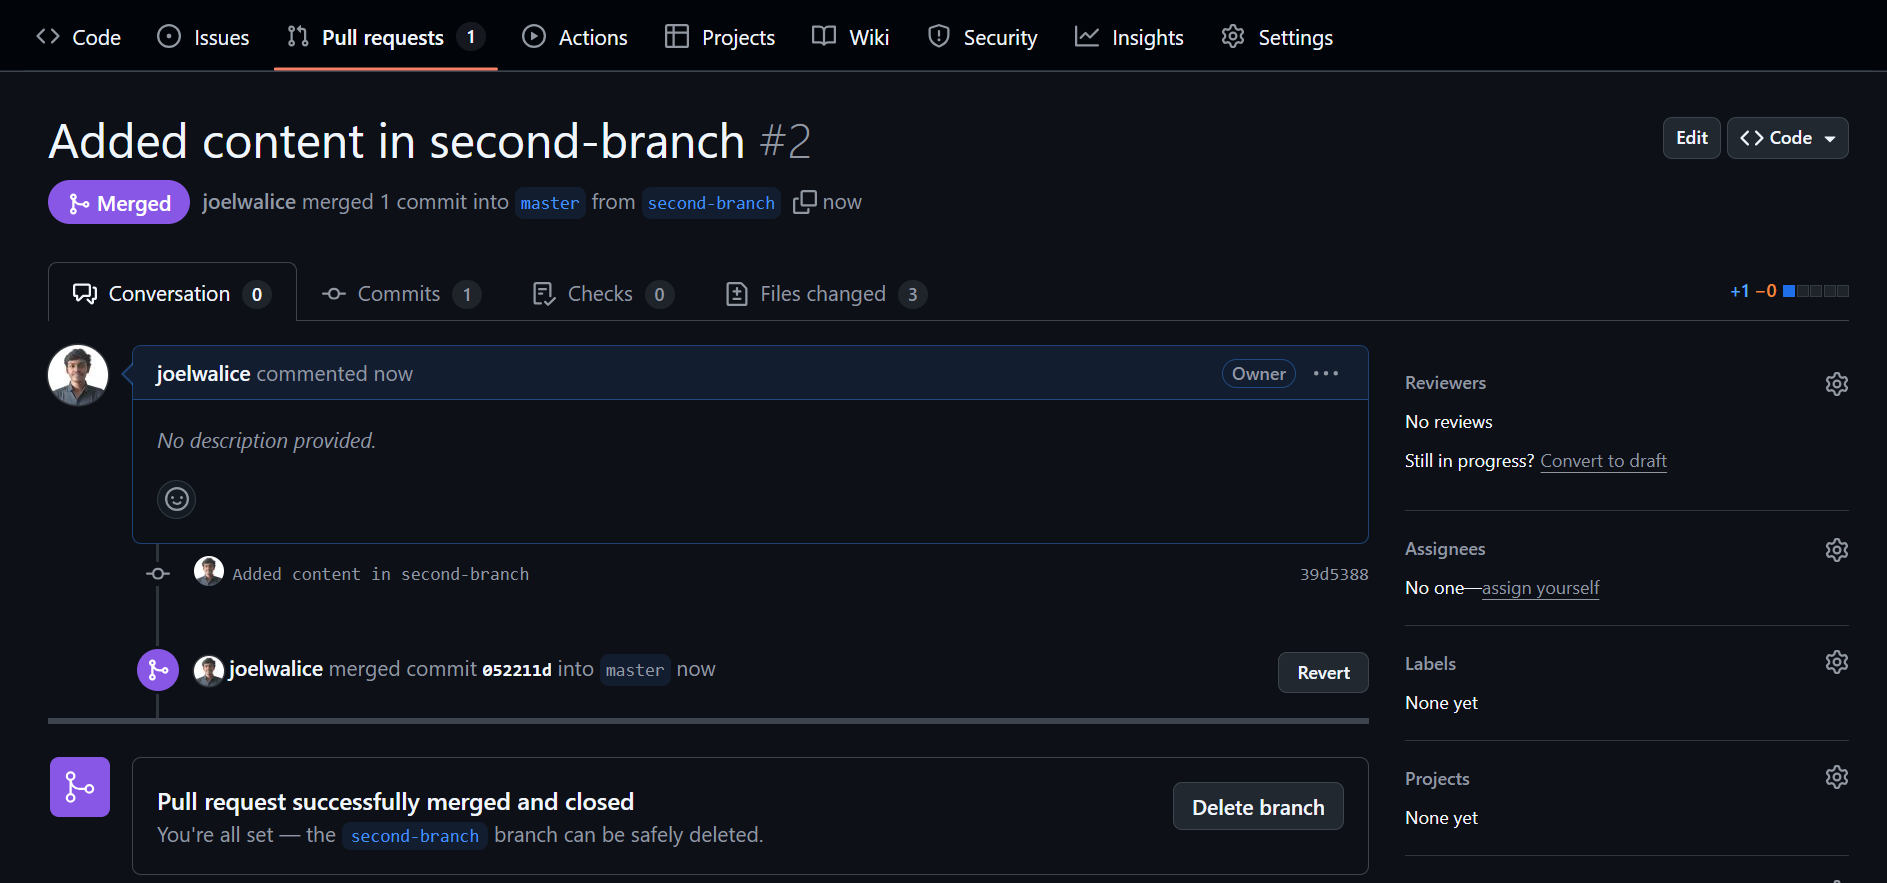 Code Issues Pull requests 1 Actions Projects Wiki Security Insights Settings
Added content in second-branch #2
Edit Code
Merged joelwalice merged 1 commit into master from second-branch now
Conversation 0 Commits 1 Checks 0 Files changed 3
+1 −0
joelwalice commented now
Owner
No description provided.
Added content in second-branch
39d5388
joelwalice merged commit 052211d into master now
Revert
Pull request successfully merged and closed
You're all set — the second-branch branch can be safely deleted.
Delete branch
Reviewers
No reviews
Still in progress? Convert to draft
Assignees
No one—assign yourself
Labels
None yet
Projects
None yet